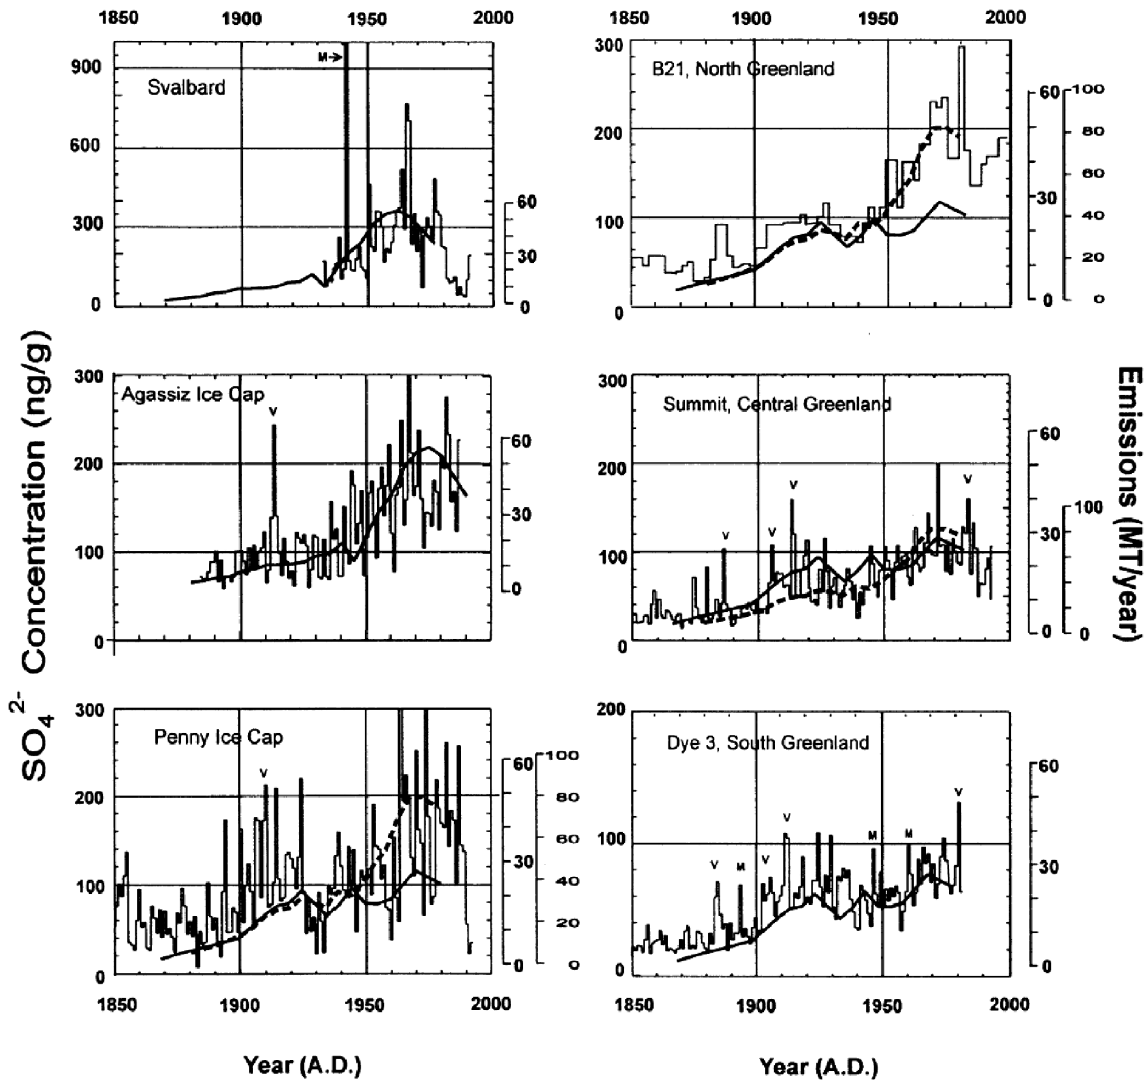 1850 1900 1950 2000
1850 1900 1950 2000
900
600
300
0
Svalbard
M→
60
30
0
300
200
100
0
B21, North Greenland
60
30
0
100
80
60
40
20
0
300
200
100
0
Agassiz Ice Cap
V
60
30
0
300
200
100
0
Summit, Central Greenland
V
V
V
V
60
30
0
100
0
300
200
100
0
Penny Ice Cap
V
60
30
0
100
80
60
40
20
0
200
100
0
Dye 3, South Greenland
V
M
V
V
M
M
V
60
30
0
1850 1900 1950 2000
1850 1900 1950 2000
Year (A.D.)
Year (A.D.)
SO₄²⁻ Concentration (ng/g)
Emissions (MT/year)